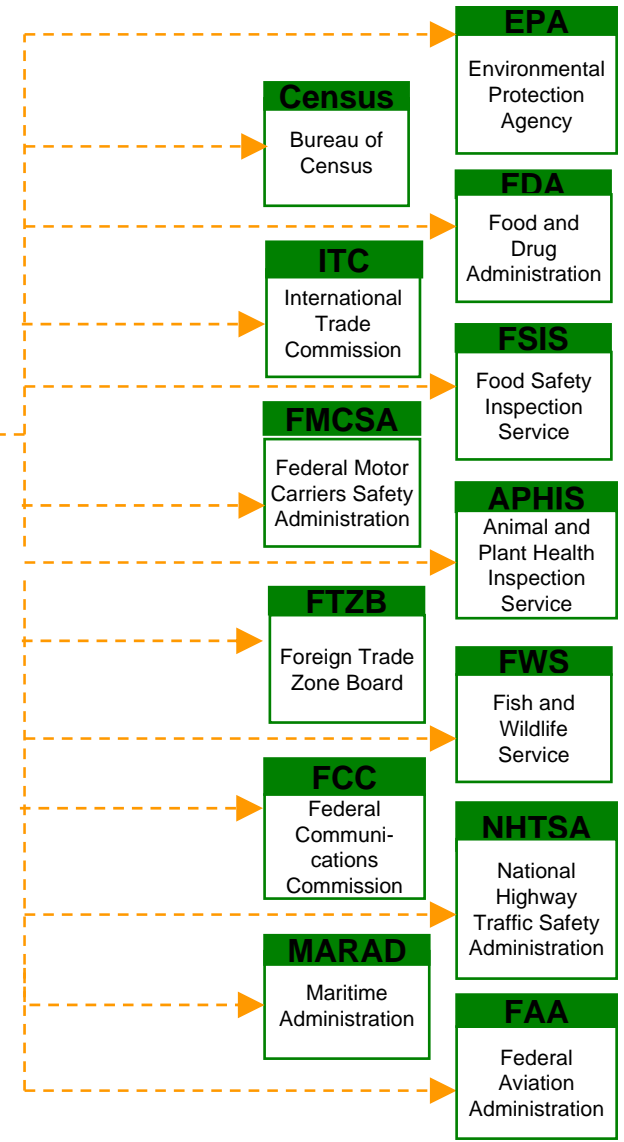 EPA
Environmental
Protection
Agency
Census
Bureau of
Census
FDA
Food and
Drug
Administration
ITC
International
Trade
Commission
FSIS
Food Safety
Inspection
Service
FMCSA
Federal Motor
Carriers Safety
Administration
APHIS
Animal and
Plant Health
Inspection
Service
FTZB
Foreign Trade
Zone Board
FWS
Fish and
Wildlife
Service
FCC
Federal
Communi-
cations
Commission
NHTSA
National
Highway
Traffic Safety
Administration
MARAD
Maritime
Administration
FAA
Federal
Aviation
Administration